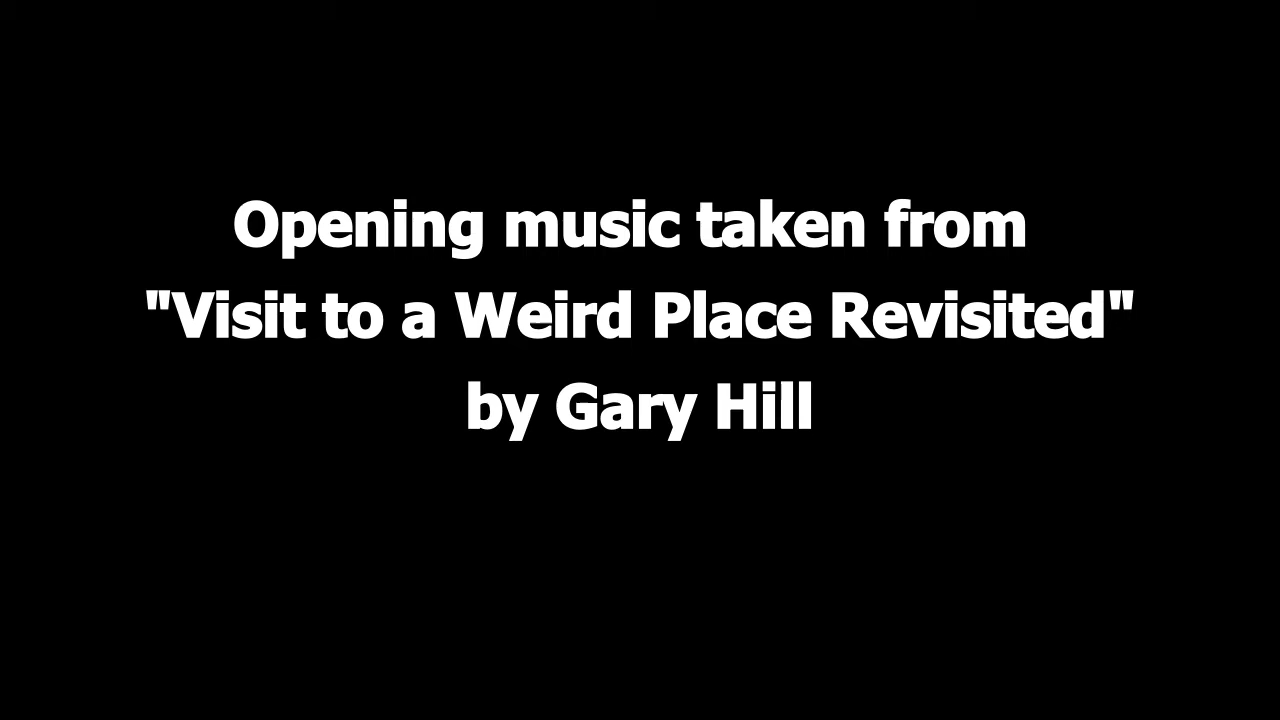 Opening music taken from
"Visit to a Weird Place Revisited"
by Gary Hill